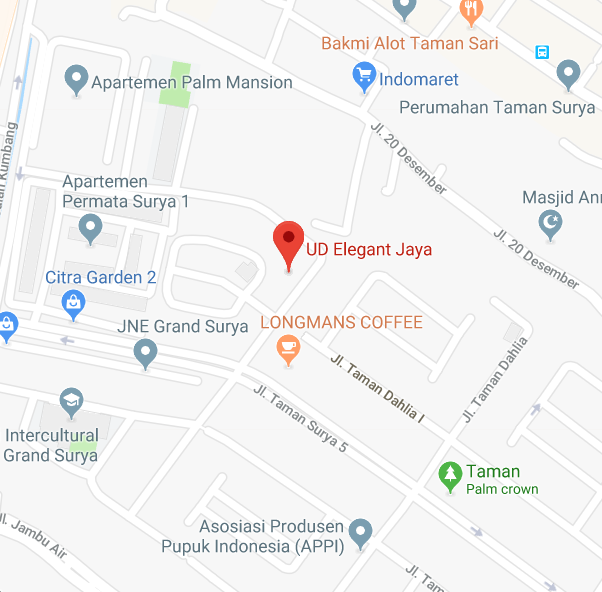 Bakmi Alot Taman Sari
Indomaret
Apartemen Palm Mansion
Perumahan Taman Surya
Jl. 20 Desember
Kumbang
Apartemen
Permata Surya 1
Masjid
Jl. 20 Desember
UD Elegant Jaya
Citra Garden 2
JNE Grand Surya
LONGMANS COFFEE
Jl. Taman Dahlia
Jl. Taman Dahlia I
Jl. Taman Surya 5
Intercultural
Grand Surya
Taman
Palm crown
Asosiasi Produsen
Pupuk Indonesia (APPI)
Jl. Jambu Air
Jl.